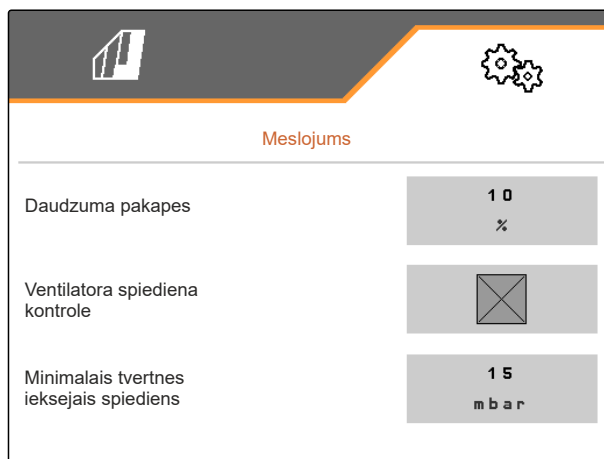 Meslojums
Daudzuma pakapes
10
%
Ventilatora spiediena
kontrole
Minimalais tvertnes
ieksejais spiediens
15
mbar